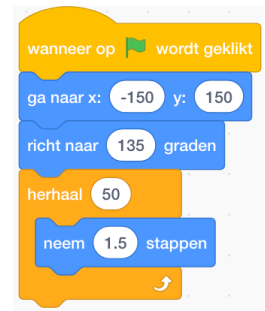 wanneer op wordt geklikt
ga naar x: -150 y: 150
richt naar 135 graden
herhaal 50
neem 1.5 stappen